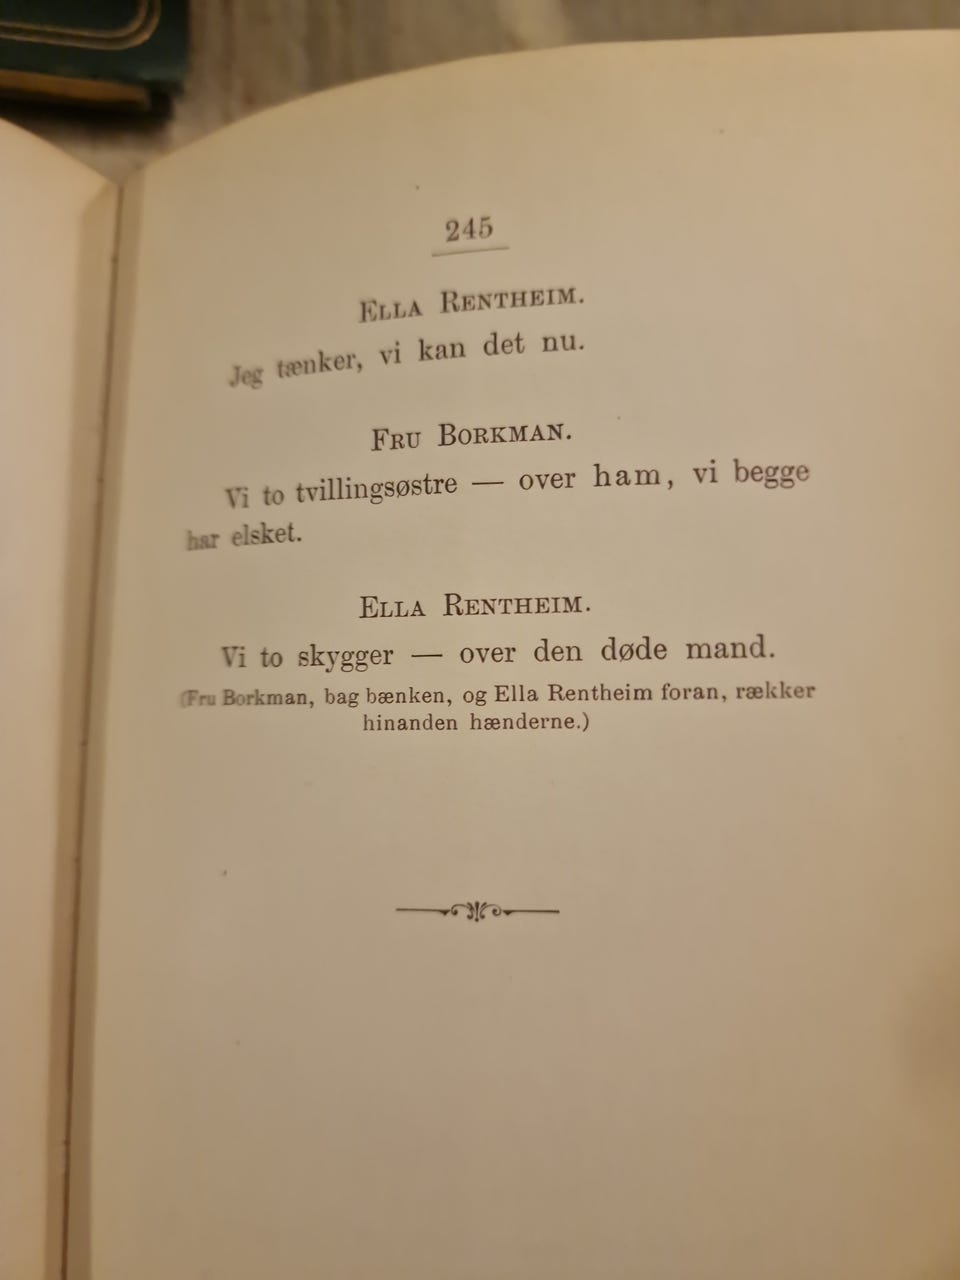 245
ELLA RENTHEIM.
Jeg tænker, vi kan det nu.
FRU BORKMAN.
Vi to tvillingsøstre — over ham, vi begge
har elsket.
ELLA RENTHEIM.
Vi to skygger — over den døde mand.
(Fru Borkman, bag bænken, og Ella Rentheim foran, rækker
hinanden hænderne.)